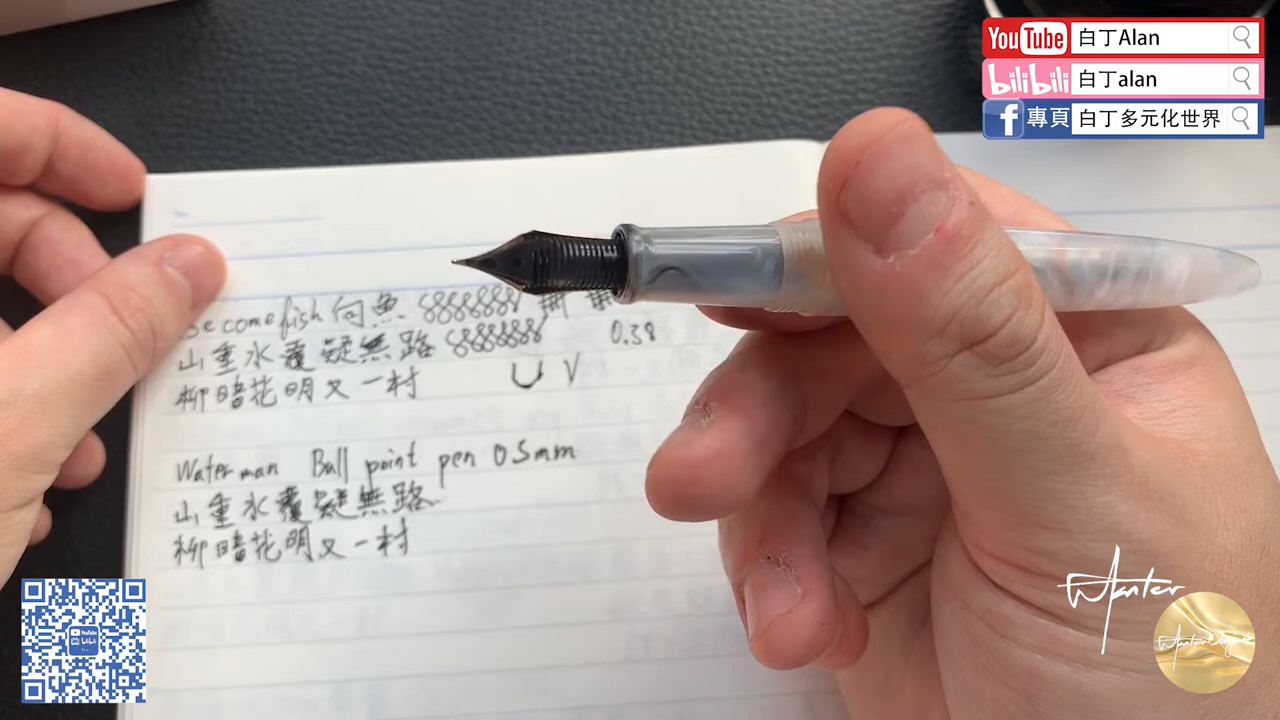 YouTube 白丁Alan
bilibili 白丁alan
f 專頁 白丁多元化世界
No.
Become fish 向魚 8888888 無
山重水覆疑無路 8888888 0.38
柳暗花明又一村 U V
Waterman Ball point pen 0.5mm
山重水覆疑無路
柳暗花明又一村